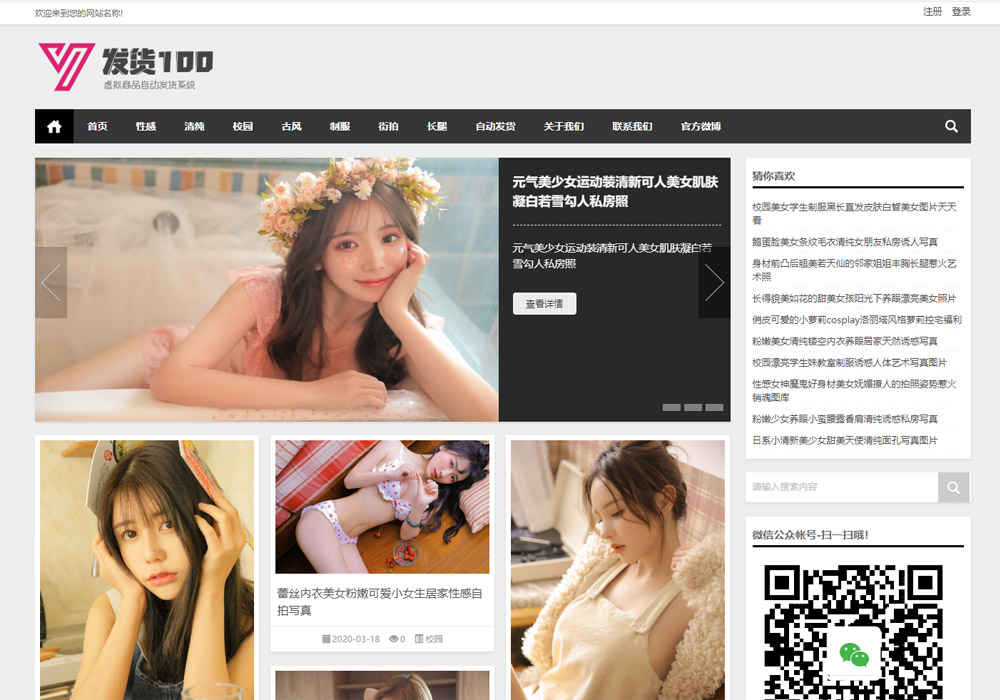 欢迎来到您的网站名称!
注册 登录
发货100
虚拟商品自动发货系统
首页 性感 清纯 校园 古风 制服 街拍 长腿 自动发货 关于我们 联系我们 官方微博
元气美少女运动装清新可人美女肌肤
凝白若雪勾人私房照
元气美少女运动装清新可人美女肌肤凝白若
雪勾人私房照
查看详情
猜你喜欢
校园美女学生制服黑长直发皮肤白皙美女图片天天
看
鹅蛋脸美女条纹毛衣清纯女朋友私房诱人写真
身材前凸后翘美若天仙的邻家姐姐丰胸长腿惹火艺
术照
长得貌美如花的甜美女孩阳光下养眼漂亮美女照片
俏皮可爱的小萝莉cosplay洛丽塔风格萝莉控宅福利
粉嫩美女清纯镂空内衣养眼居家天然诱惑写真
校园漂亮学生妹教室制服诱惑人体艺术写真图片
性感女神魔鬼好身材美女妩媚撩人的拍照姿势惹火
销魂图库
粉嫩少女养眼小蛮腰露香肩清纯诱惑私房写真
日系小清新美少女甜美天使清纯面孔写真图片
请输入搜索内容
微信公众帐号-扫一扫哦!
蕾丝内衣美女粉嫩可爱小女生居家性感自
拍写真
2020-03-18 0 校园